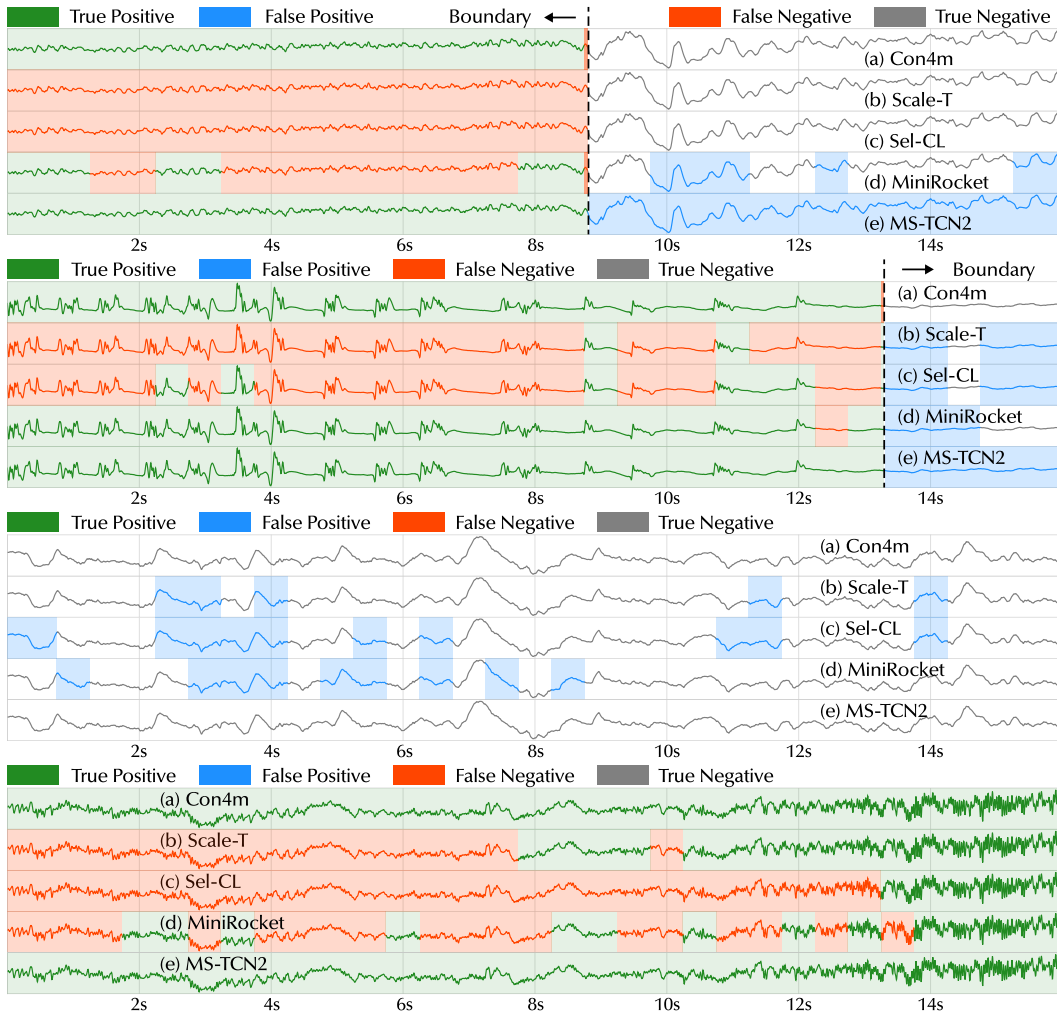 True Positive False Positive Boundary ← False Negative True Negative
(a) Con4m
(b) Scale-T
(c) Sel-CL
(d) MiniRocket
(e) MS-TCN2
2s 4s 6s 8s 10s 12s 14s
True Positive False Positive False Negative True Negative → Boundary
(a) Con4m
(b) Scale-T
(c) Sel-CL
(d) MiniRocket
(e) MS-TCN2
2s 4s 6s 8s 10s 12s 14s
True Positive False Positive False Negative True Negative
(a) Con4m
(b) Scale-T
(c) Sel-CL
(d) MiniRocket
(e) MS-TCN2
2s 4s 6s 8s 10s 12s 14s
True Positive False Positive False Negative True Negative
(a) Con4m
(b) Scale-T
(c) Sel-CL
(d) MiniRocket
(e) MS-TCN2
2s 4s 6s 8s 10s 12s 14s